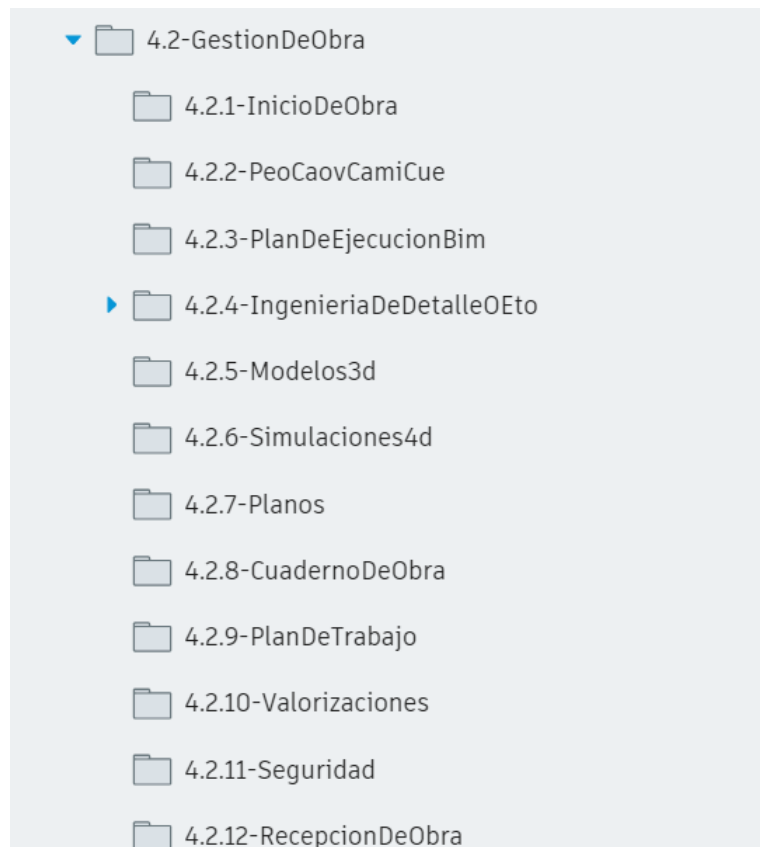 4.2-GestionDeObra
4.2.1-InicioDeObra
4.2.2-PeoCaovCamiCue
4.2.3-PlanDeEjecucionBim
4.2.4-IngenieriaDeDetalleOEto
4.2.5-Modelos3d
4.2.6-Simulaciones4d
4.2.7-Planos
4.2.8-CuadernoDeObra
4.2.9-PlanDeTrabajo
4.2.10-Valorizaciones
4.2.11-Seguridad
4.2.12-RecepcionDeObra